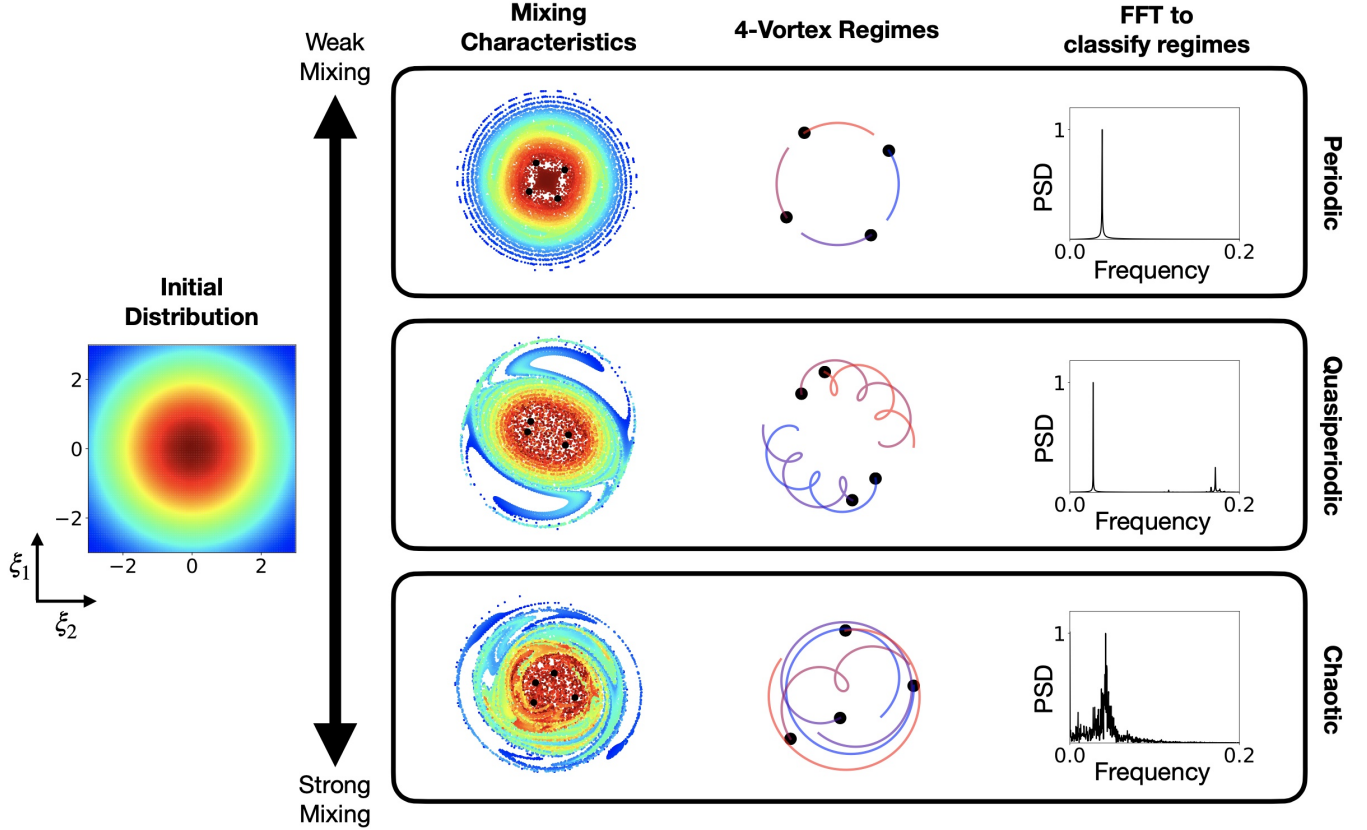 Mixing
Characteristics
4-Vortex Regimes
FFT to
classify regimes
Weak
Mixing
Initial
Distribution
2
0
−2
−2
0
2
ξ1
ξ2
Strong
Mixing
1
PSD
0.0
0.2
Frequency
Periodic
1
PSD
0.0
0.2
Frequency
Quasiperiodic
1
PSD
0.0
0.2
Frequency
Chaotic